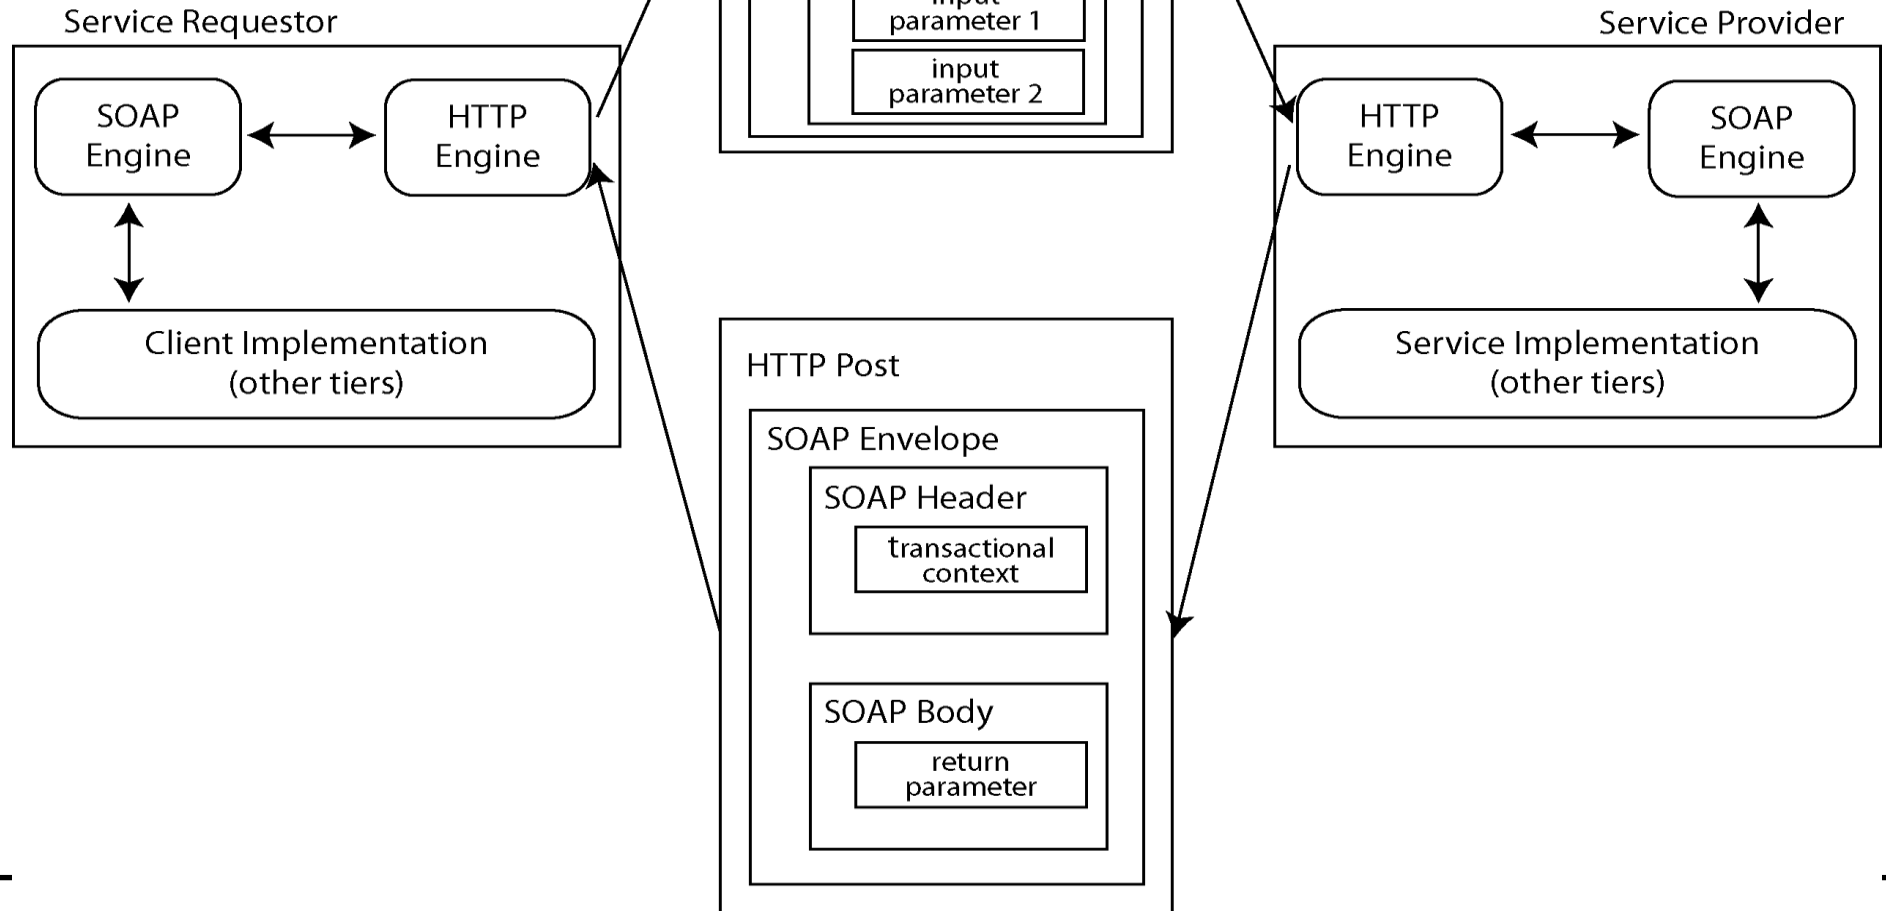 Service Requestor
SOAP
Engine
HTTP
Engine
Client Implementation
(other tiers)
input
parameter 1
input
parameter 2
HTTP Post
SOAP Envelope
SOAP Header
transactional
context
SOAP Body
return
parameter
Service Provider
HTTP
Engine
SOAP
Engine
Service Implementation
(other tiers)